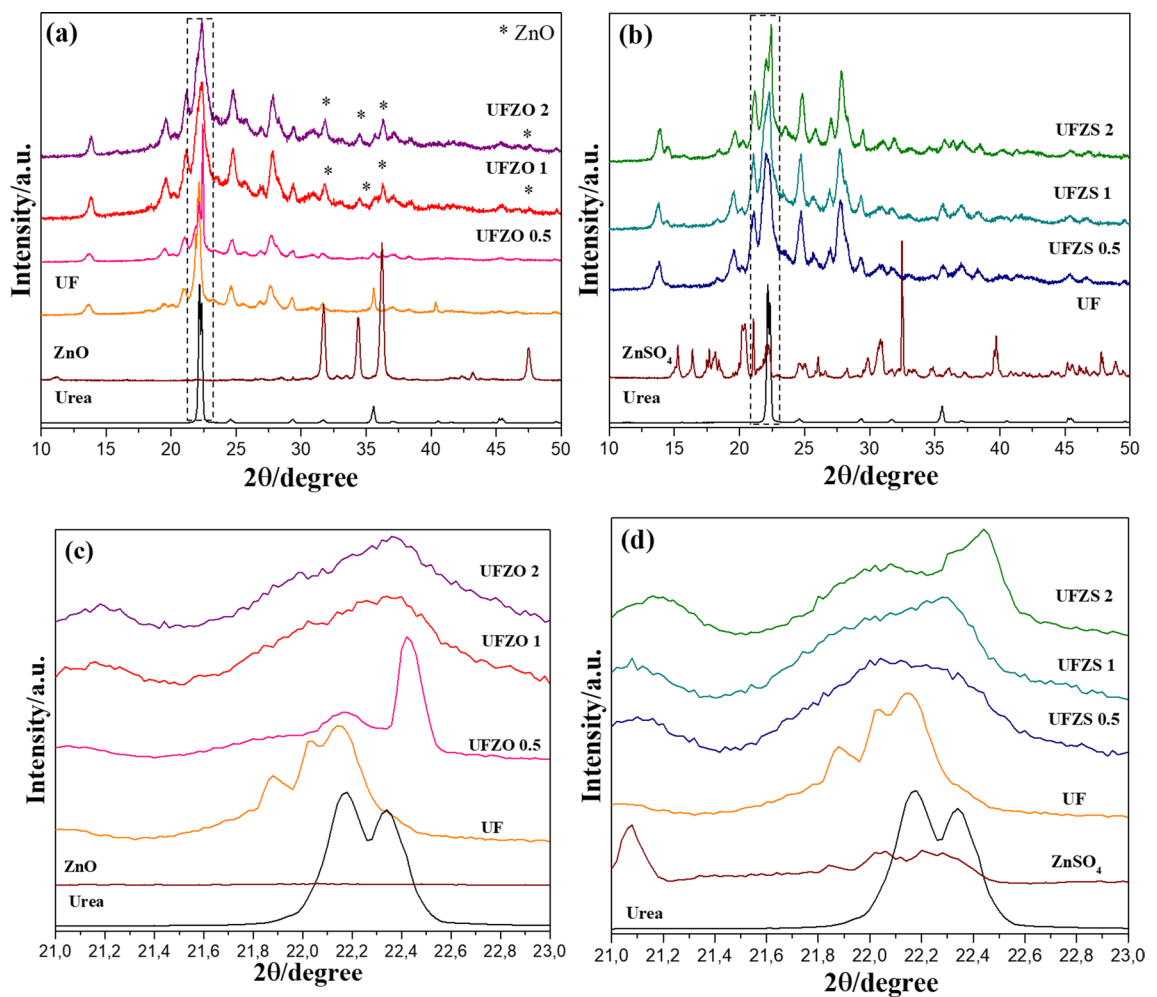 (a)
* ZnO
UFZO 2
*
*
*
*
UFZO 1
*
*
*
*
UFZO 0.5
UF
ZnO
Urea
10 15 20 25 30 35 40 45 50
2θ/degree
Intensity/a.u.
(b)
UFZS 2
UFZS 1
UFZS 0.5
UF
ZnSO4
Urea
10 15 20 25 30 35 40 45 50
2θ/degree
Intensity/a.u.
(c)
UFZO 2
UFZO 1
UFZO 0.5
UF
ZnO
Urea
21,0 21,2 21,4 21,6 21,8 22,0 22,2 22,4 22,6 22,8 23,0
2θ/degree
Intensity/a.u.
(d)
UFZS 2
UFZS 1
UFZS 0.5
UF
ZnSO4
Urea
21,0 21,2 21,4 21,6 21,8 22,0 22,2 22,4 22,6 22,8 23,0
2θ/degree
Intensity/a.u.